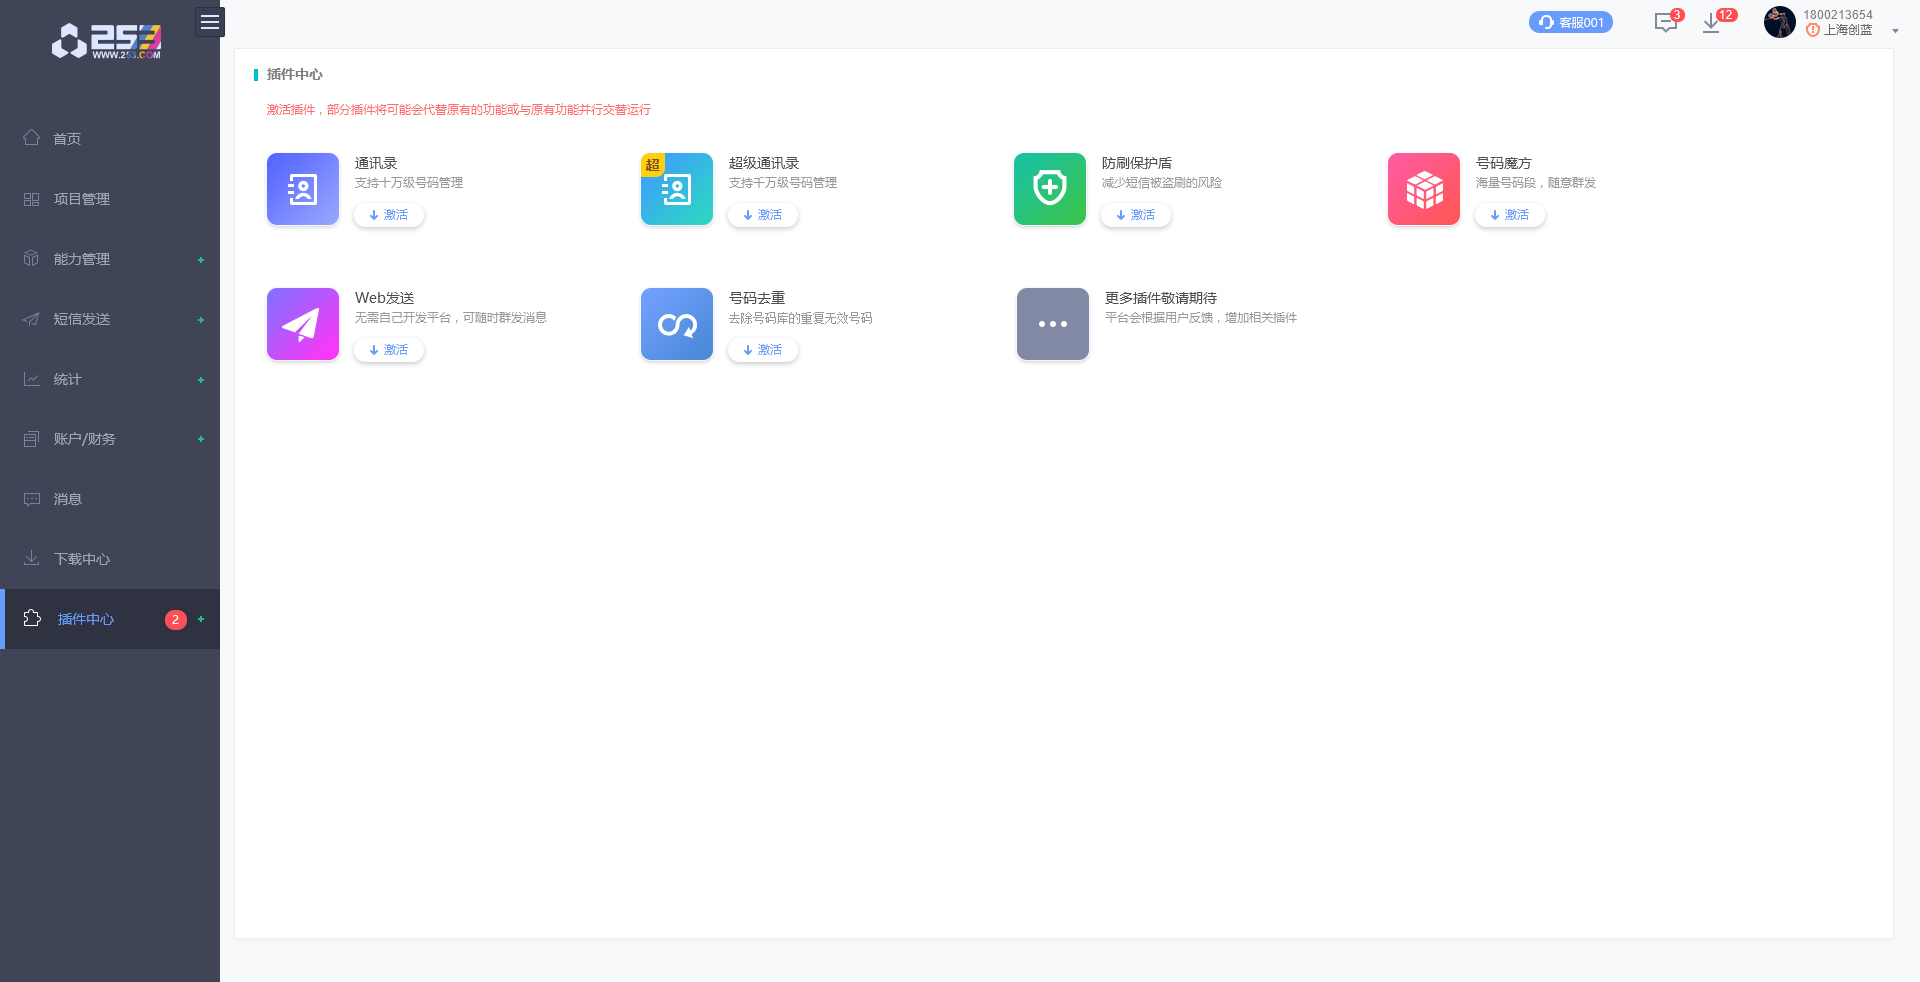 253
WWW.253.COM
客服001
3
12
1800213654
上海创蓝
首页
项目管理
能力管理
短信发送
统计
账户/财务
消息
下载中心
插件中心
2
插件中心
激活插件，部分插件将可能会代替原有的功能或与原有功能并行交替运行
通讯录
支持十万级号码管理
激活
超
超级通讯录
支持千万级号码管理
激活
防刷保护盾
减少短信被盗刷的风险
激活
号码魔方
海量号码段，随意群发
激活
Web发送
无需自己开发平台，可随时群发消息
激活
号码去重
去除号码库的重复无效号码
激活
更多插件敬请期待
平台会根据用户反馈，增加相关插件